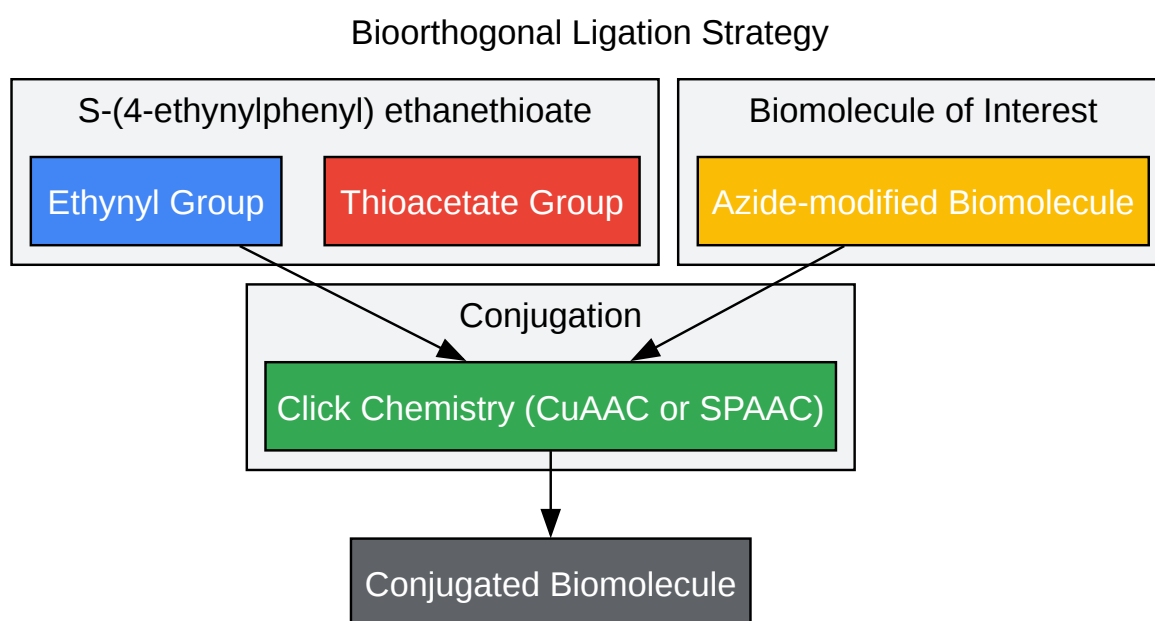 Bioorthogonal Ligation Strategy
S-(4-ethynylphenyl) ethanethioate
Biomolecule of Interest
Ethynyl Group
Thioacetate Group
Azide-modified Biomolecule
Conjugation
Click Chemistry (CuAAC or SPAAC)
Conjugated Biomolecule